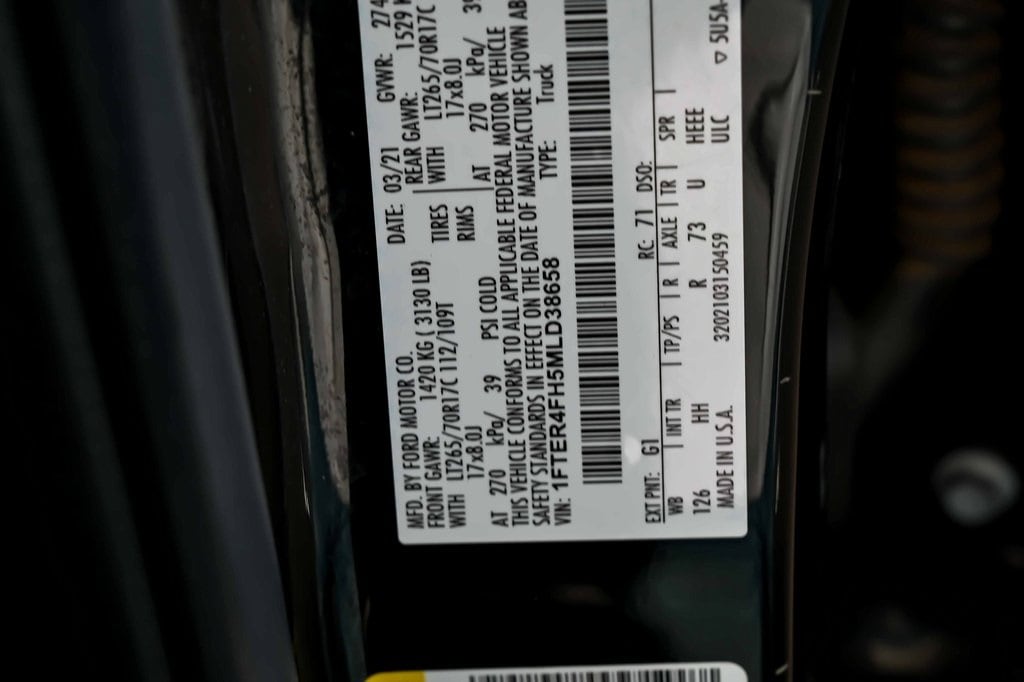 MFD. BY FORD MOTOR CO. DATE: 03/21 GVWR: 274
FRONT GAWR: 1420 KG ( 3130 LB) REAR GAWR: 1529 K
WITH LT265/70R17C 112/109T TIRES WITH LT265/70R17C
17x8.0J RIMS 17x8.0J
AT 270 kPa/ 39 PSI COLD AT 270 kPa/ 39
THIS VEHICLE CONFORMS TO ALL APPLICABLE FEDERAL MOTOR VEHICLE
SAFETY STANDARDS IN EFFECT ON THE DATE OF MANUFACTURE SHOWN AB
VIN: 1FTER4FH5MLD38658 TYPE: Truck
EXT PNT: G1 RC: 71 DSO:
WB | INT TR | TP/PS | R | AXLE | TR | SPR |
126 HH R 73 U HEEE
ULC
MADE IN U.S.A. 3202103150459 ▽ 5U5A-